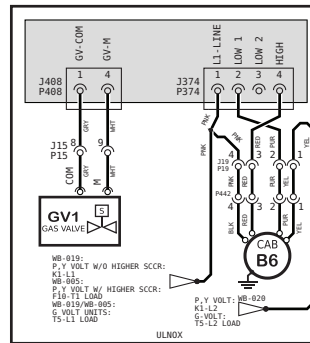 GV-COM
GV-M
L1-LINE
LOW 1
LOW 2
HIGH
J408
P408
1
4
J374
P374
1
2
3
4
GRY
WHT
PNK
PNK
RED
PUR
PUR
J15
P15
8
9
J19
P19
4
3
2
1
COM
GRY
M
WHT
PNK
PNK
RED
PUR
YEL
P442
4
3
2
1
GV1
GAS VALVE
S
BLK
RED
PUR
YEL
CAB
B6
WB-019:
P,Y VOLT W/O HIGHER SCCR:
K1-L1
WB-005:
P,Y VOLT W/ HIGHER SCCR:
F10-T1 LOAD
WB-019/WB-005:
G VOLT UNITS:
T5-L1 LOAD
P,Y VOLT:
K1-L2
G-VOLT:
T5-L2 LOAD
WB-020
ULNOX